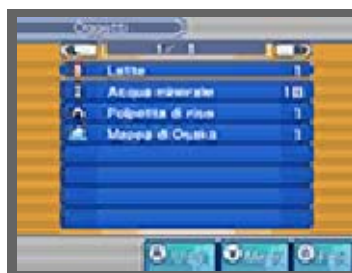 Oggetti
1/1
Latte 1
Acqua minerale 10
Polpetta di riso 1
Mappa di Osaka 1